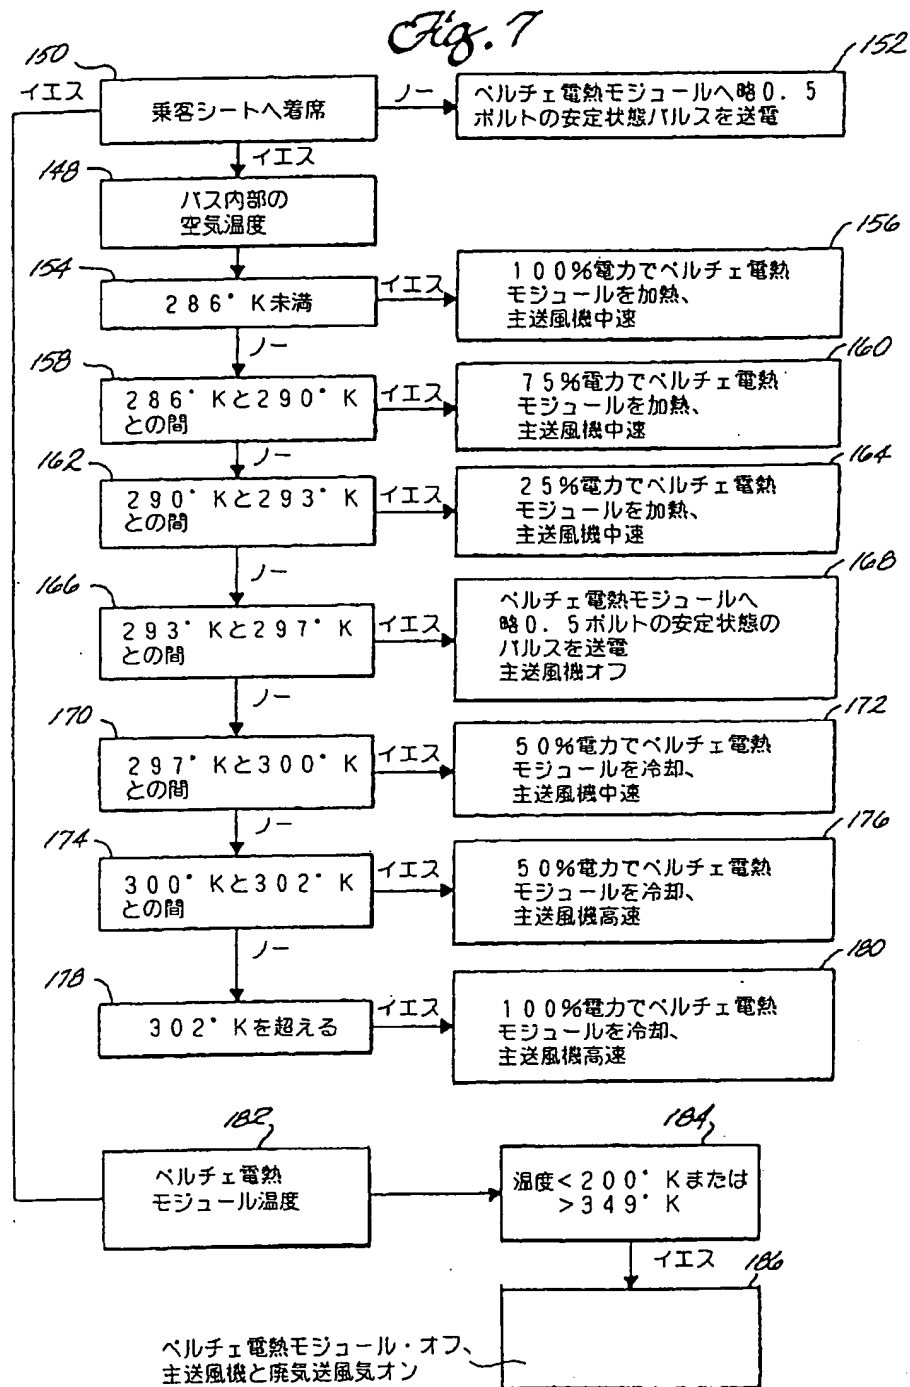 Fig. 7
150
152
イエス
乗客シートへ着席
ノー
ペルチェ電熱モジュールへ略0．5
ボルトの安定状態パルスを送電
イエス
148
バス内部の
空気温度
154
286°K未満
イエス
156
100%電力でペルチェ電熱
モジュールを加熱、
主送風機中速
ノー
158
286°Kと290°K
との間
イエス
160
75%電力でペルチェ電熱
モジュールを加熱、
主送風機中速
ノー
162
290°Kと293°K
との間
イエス
164
25%電力でペルチェ電熱
モジュールを加熱、
主送風機中速
ノー
166
293°Kと297°K
との間
イエス
168
ペルチェ電熱モジュールへ
略0．5ボルトの安定状態の
パルスを送電
主送風機オフ
ノー
170
297°Kと300°K
との間
イエス
172
50%電力でペルチェ電熱
モジュールを冷却、
主送風機中速
ノー
174
300°Kと302°K
との間
イエス
176
50%電力でペルチェ電熱
モジュールを冷却、
主送風機高速
ノー
178
302°Kを超える
イエス
180
100%電力でペルチェ電熱
モジュールを冷却、
主送風機高速
182
ペルチェ電熱
モジュール温度
184
温度<200°Kまたは
>349°K
イエス
186
ペルチェ電熱モジュール・オフ、
主送風機と廃気送風気オン